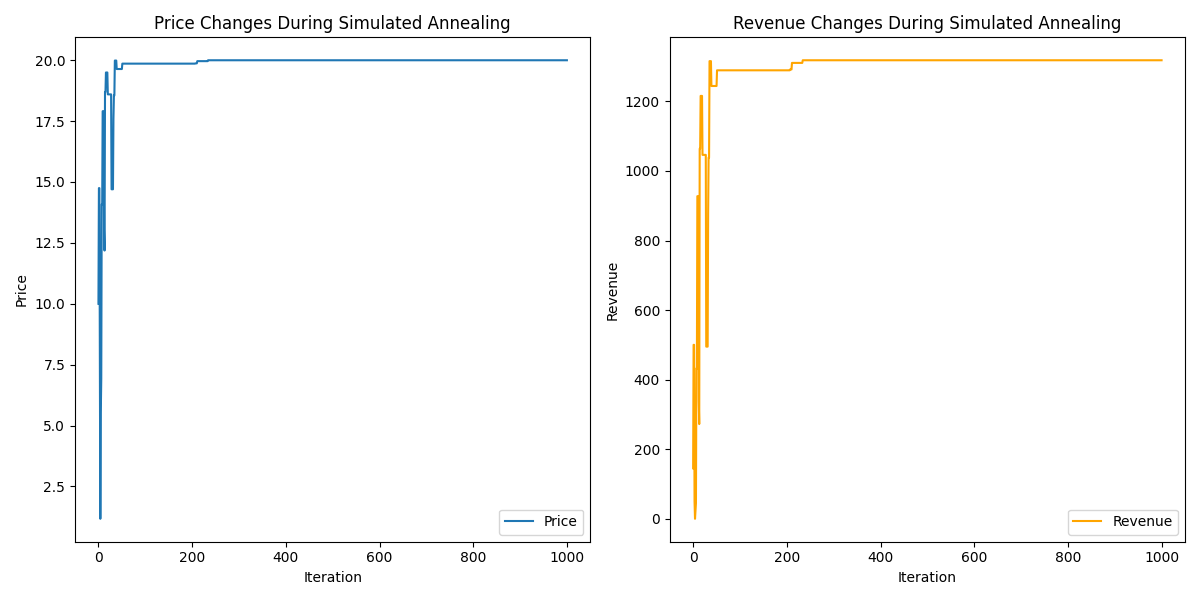 Price Changes During Simulated Annealing
20.0
17.5
15.0
12.5
10.0
7.5
5.0
2.5
Price
0 200 400 600 800 1000
Iteration
Price
Revenue Changes During Simulated Annealing
1200
1000
800
600
400
200
0
Revenue
0 200 400 600 800 1000
Iteration
Revenue